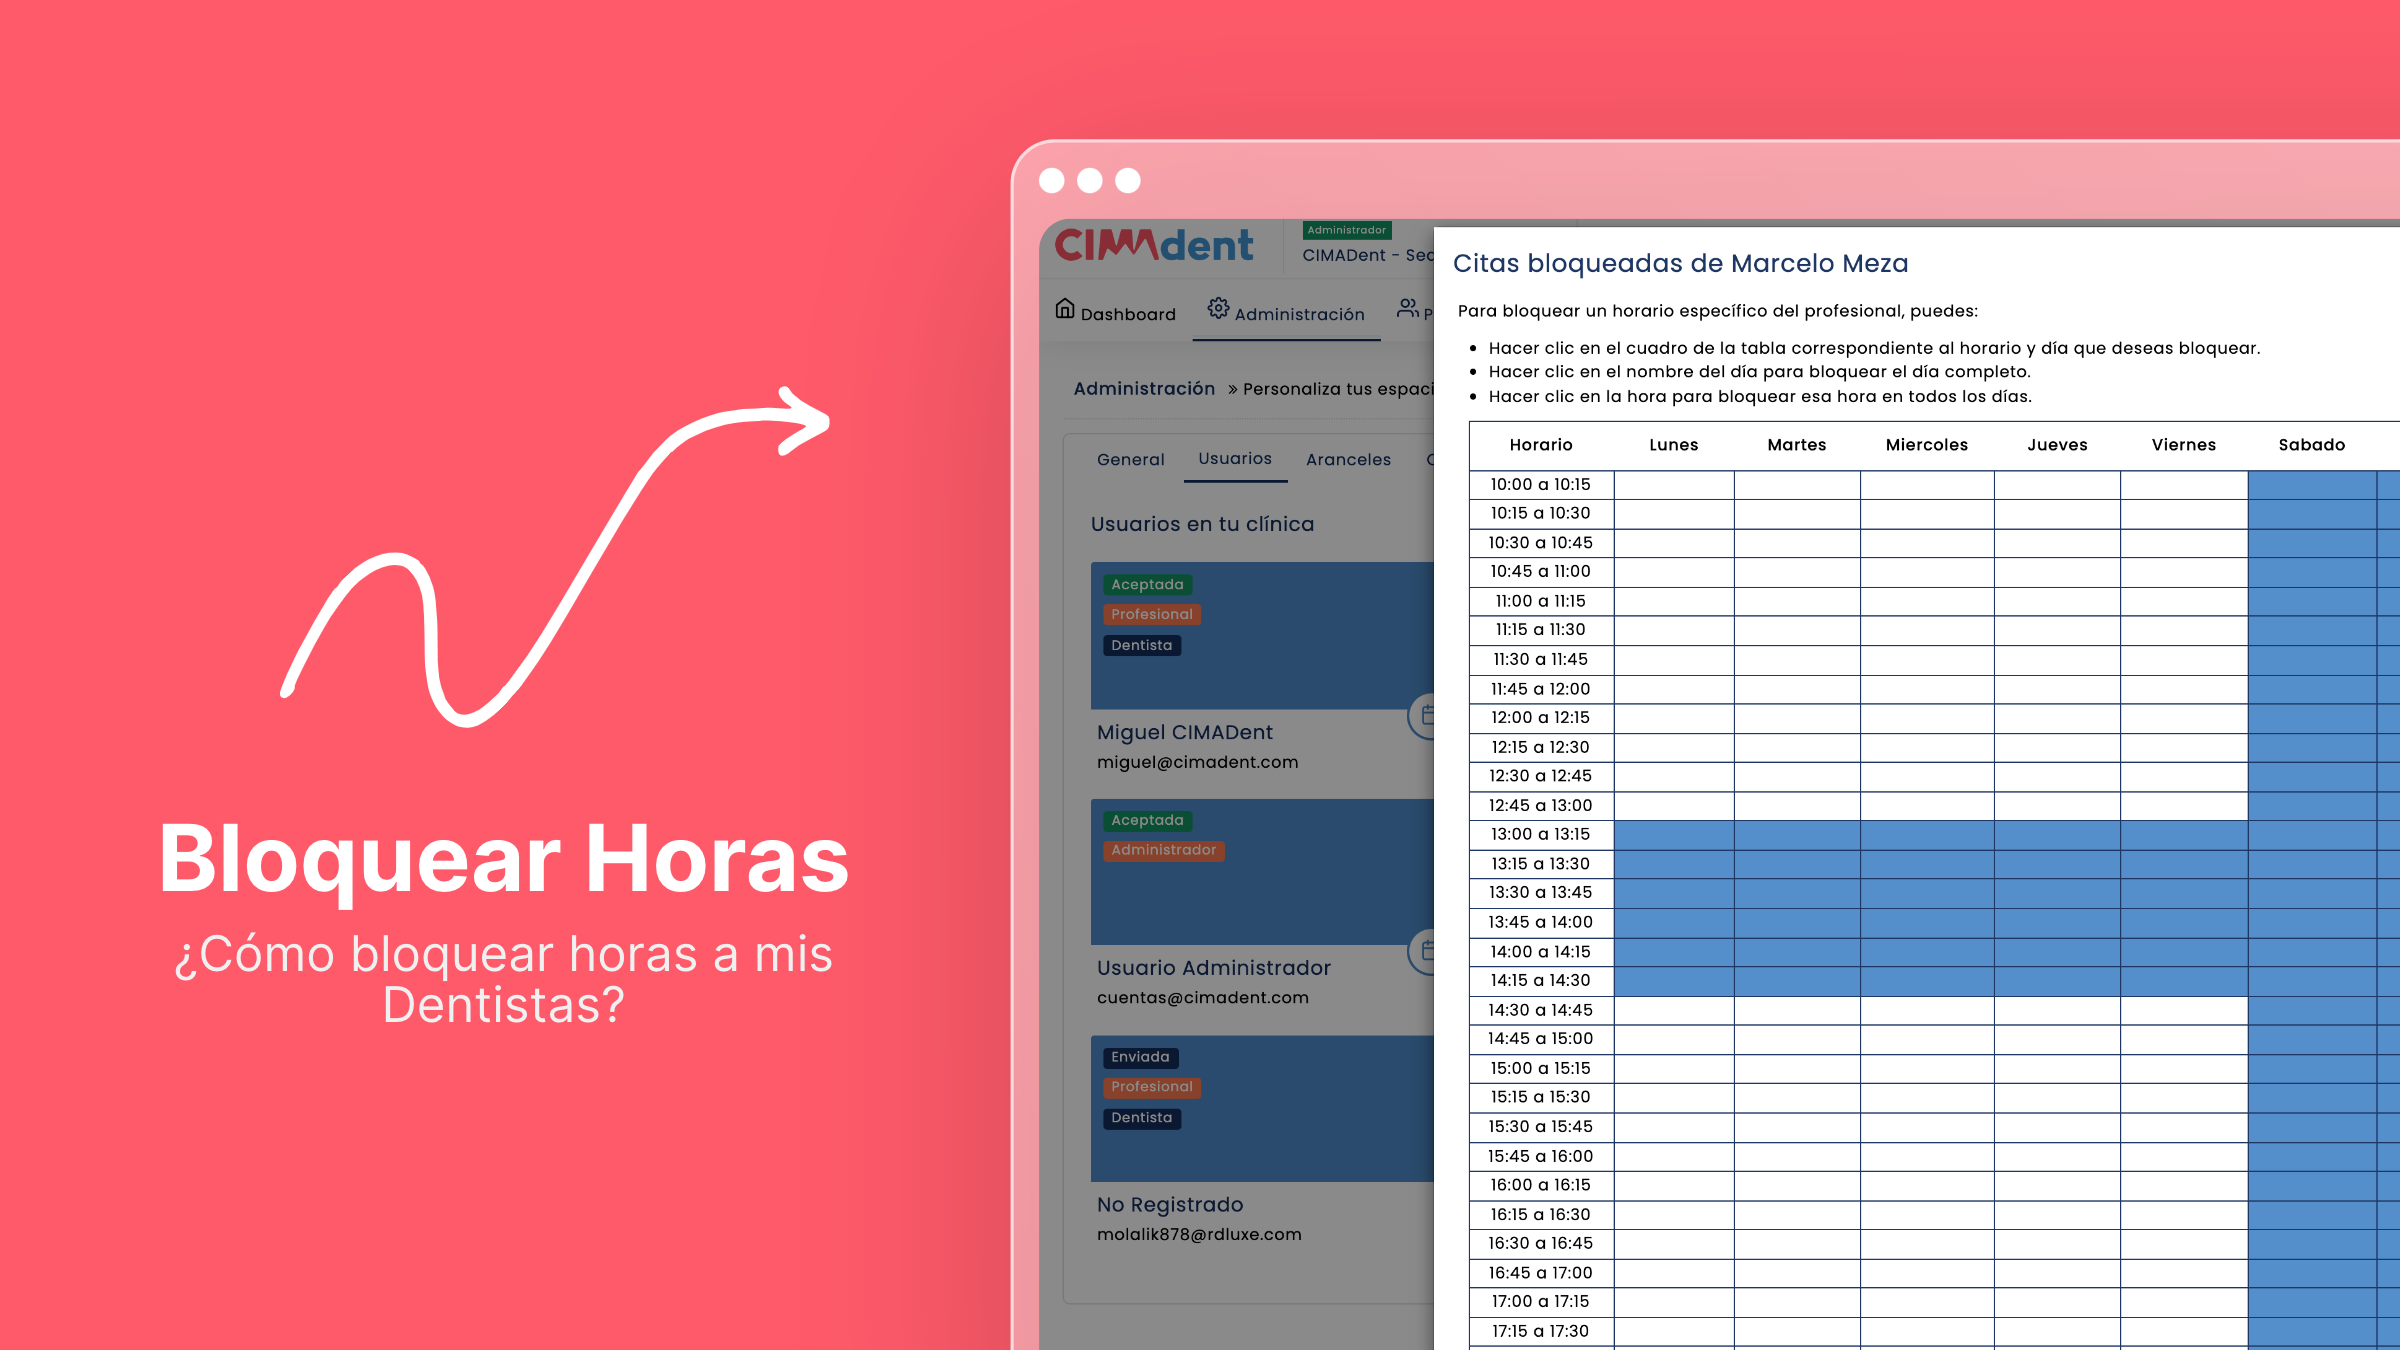 Bloquear Horas
¿Cómo bloquear horas a mis
Dentistas?
CIMAdent
Administrador
CIMADent -
Dashboard
Administración
Administración » Personaliza tus
General Usuarios Aranceles
Usuarios en tu clínica
Aceptada
Profesional
Dentista
Miguel CIMADent
miguel@cimadent.com
Aceptada
Administrador
Usuario Administrador
cuentas@cimadent.com
Enviada
Profesional
Dentista
No Registrado
molalik878@rdluxe.com
Citas bloqueadas de Marcelo Meza
Para bloquear un horario específico del profesional, puedes:
• Hacer clic en el cuadro de la tabla correspondiente al horario y día que deseas bloquear.
• Hacer clic en el nombre del día para bloquear el día completo.
• Hacer clic en la hora para bloquear esa hora en todos los días.
Horario Lunes Martes Miercoles Jueves Viernes Sabado
10:00 a 10:15
10:15 a 10:30
10:30 a 10:45
10:45 a 11:00
11:00 a 11:15
11:15 a 11:30
11:30 a 11:45
11:45 a 12:00
12:00 a 12:15
12:15 a 12:30
12:30 a 12:45
12:45 a 13:00
13:00 a 13:15
13:15 a 13:30
13:30 a 13:45
13:45 a 14:00
14:00 a 14:15
14:15 a 14:30
14:30 a 14:45
14:45 a 15:00
15:00 a 15:15
15:15 a 15:30
15:30 a 15:45
15:45 a 16:00
16:00 a 16:15
16:15 a 16:30
16:30 a 16:45
16:45 a 17:00
17:00 a 17:15
17:15 a 17:30